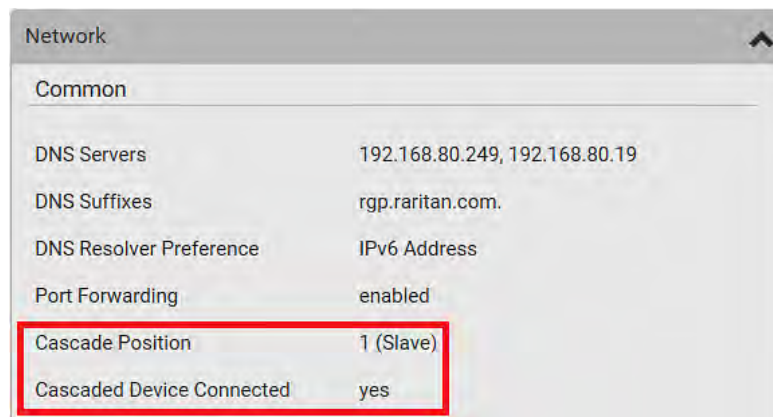 Network
Common
DNS Servers 192.168.80.249, 192.168.80.19
DNS Suffixes rgp.raritan.com.
DNS Resolver Preference IPv6 Address
Port Forwarding enabled
Cascade Position 1 (Slave)
Cascaded Device Connected yes